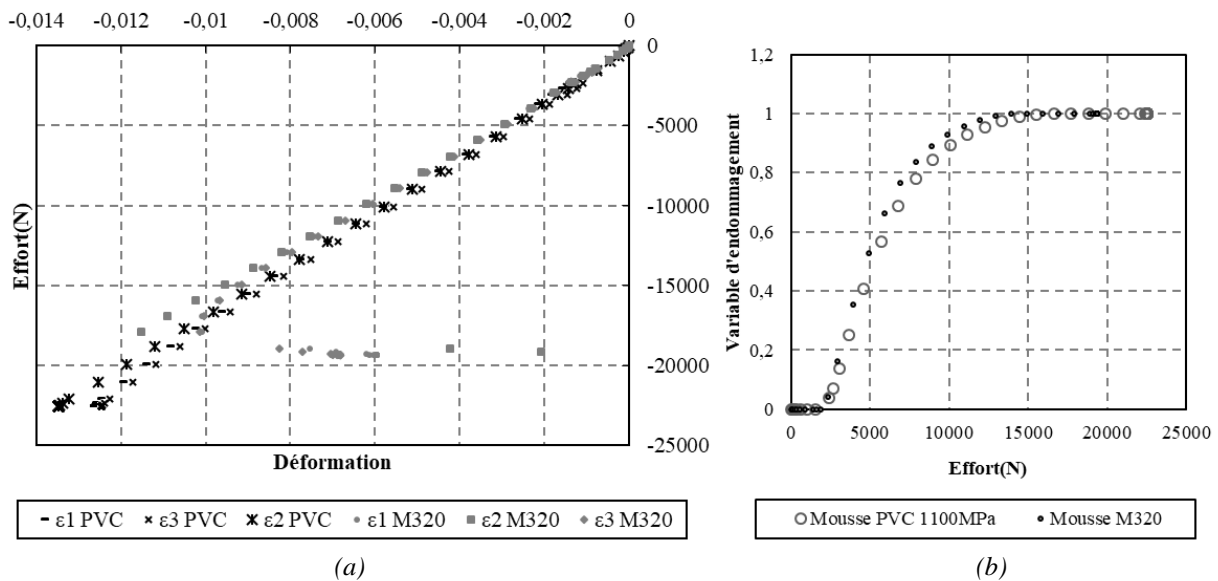 -0,014 -0,012 -0,01 -0,008 -0,006 -0,004 -0,002 0
0
-5000
-10000
-15000
-20000
-25000
Effort(N)
Déformation
ε1 PVC ε3 PVC ε2 PVC ε1 M320 ε2 M320 ε3 M320
(a)
1,2
1
0,8
0,6
0,4
0,2
0
Variable d'endommagement
0 5000 10000 15000 20000 25000
Effort(N)
Mousse PVC 1100MPa Mousse M320
(b)